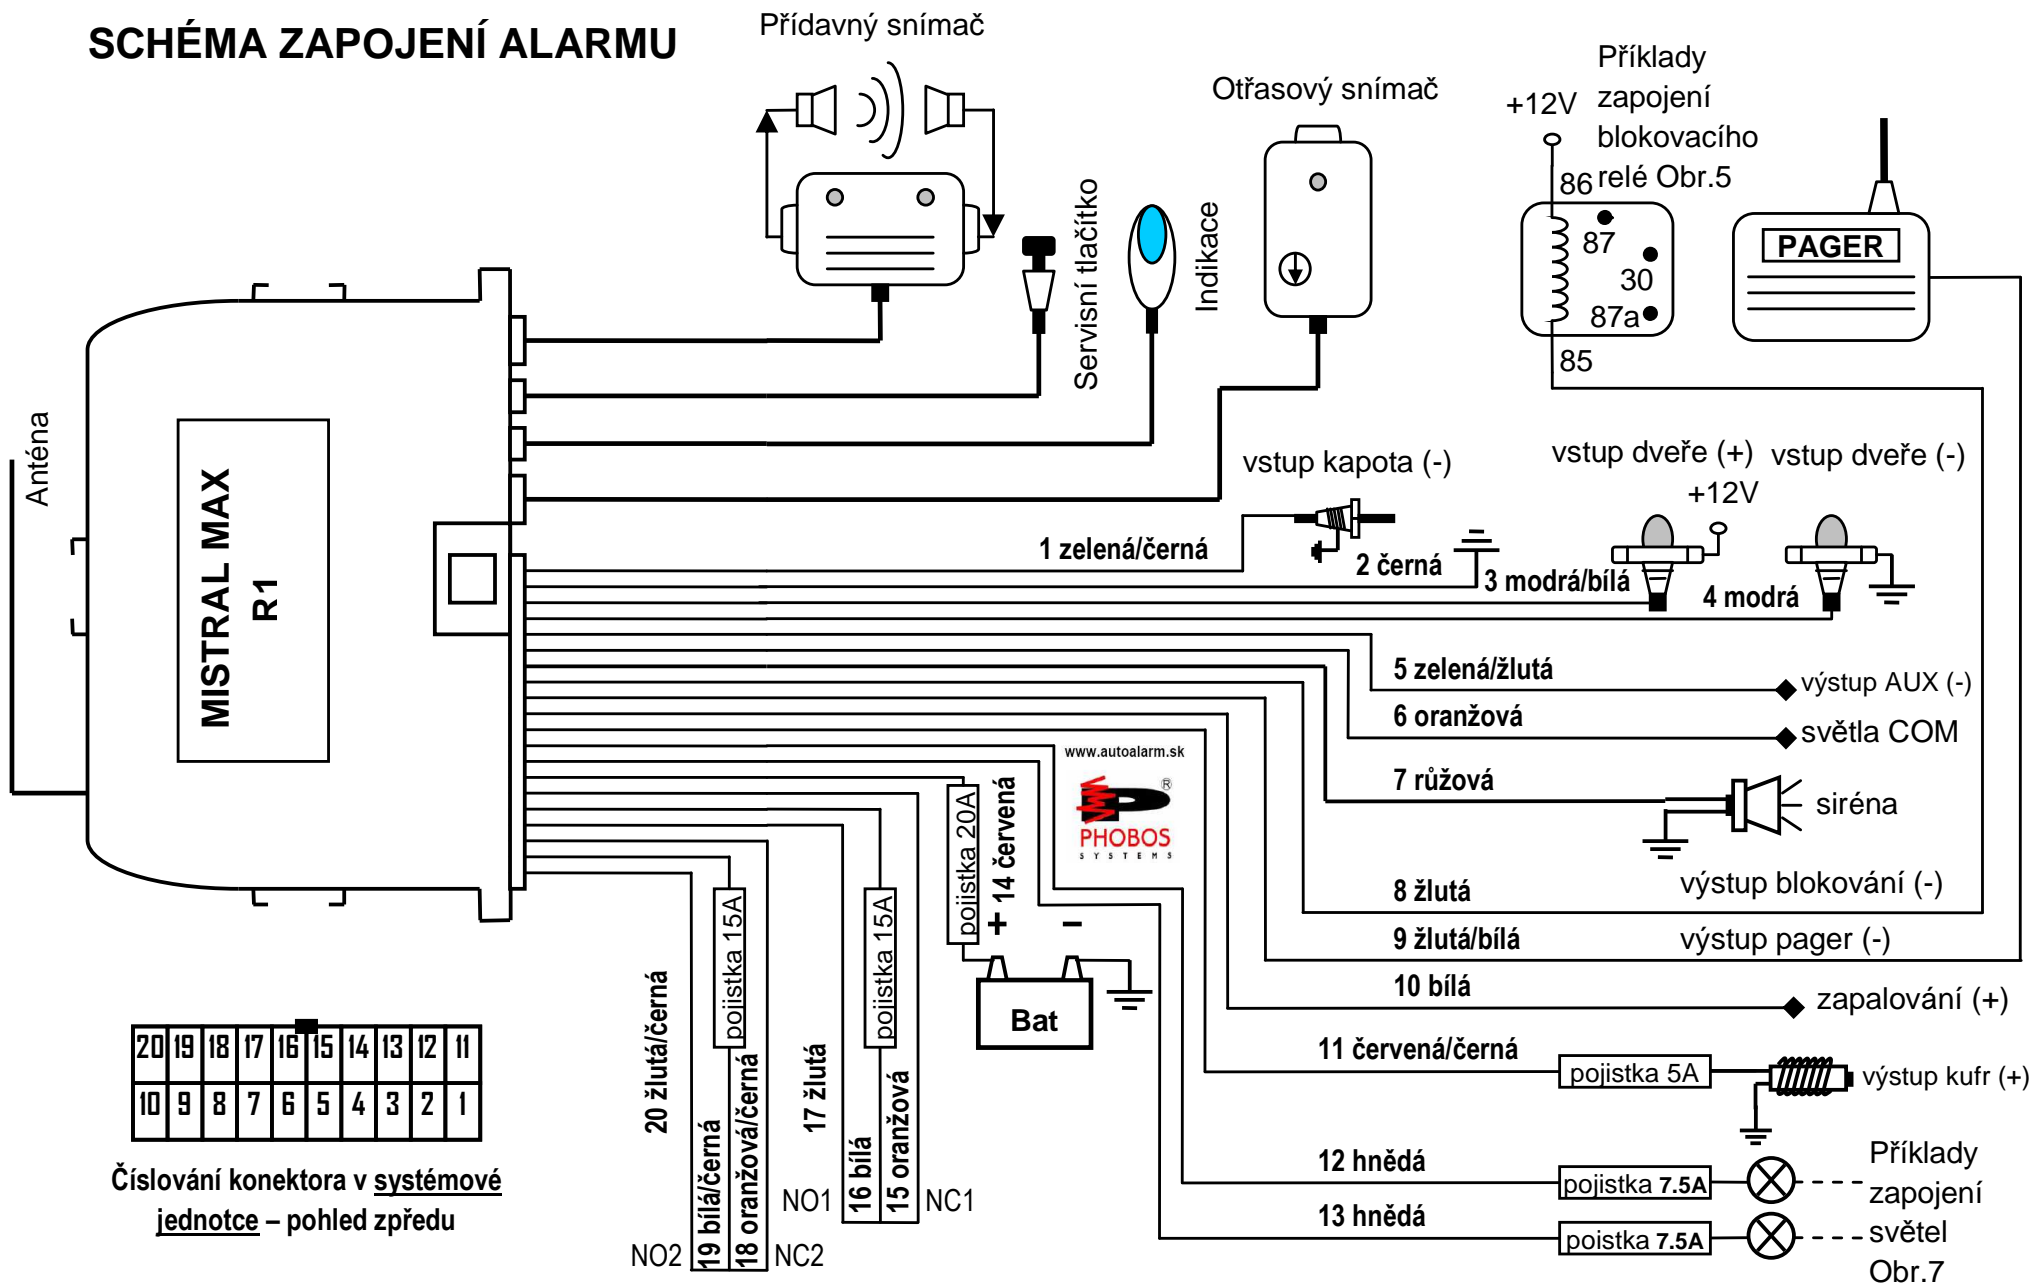 SCHÉMA ZAPOJENÍ ALARMU
Přídavný snímač
Otřasový snímač
+12V
Příklady
zapojení
blokovacího
relé Obr.5
86
87
30
87a
85
PAGER
Servisní tlačítko
Indikace
Anténa
MISTRAL MAX
R1
vstup kapota (-)
vstup dveře (+)
vstup dveře (-)
+12V
1 zelená/černá
2 černá
3 modrá/bílá
4 modrá
5 zelená/žlutá
výstup AUX (-)
6 oranžová
světla COM
www.autoalarm.sk
PHOBOS
SYSTEMS
®
7 růžová
siréna
8 žlutá
výstup blokování (-)
9 žlutá/bílá
výstup pager (-)
10 bílá
zapalování (+)
11 červená/černá
pojistka 5A
výstup kufr (+)
12 hnědá
pojistka 7.5A
13 hnědá
poistka 7.5A
Příklady
zapojení
světel
Obr.7
pojistka 20A
14 červená
+
–
Bat
pojistka 15A
pojistka 15A
20 žlutá/černá
19 bílá/černá
18 oranžová/černá
17 žlutá
16 bílá
15 oranžová
NO1
NC1
NO2
NC2
20 19 18 17 16 15 14 13 12 11
10 9 8 7 6 5 4 3 2 1
Číslování konektora v systémové
jednotce – pohled zpředu